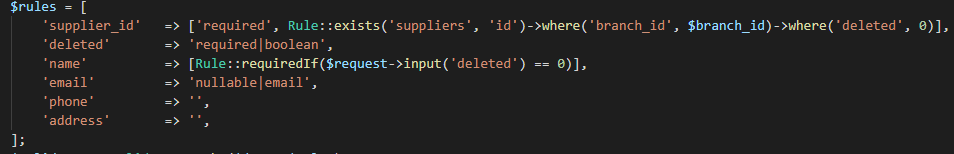 $rules = [
    'supplier_id'   => ['required', Rule::exists('suppliers', 'id')->where('branch_id', $branch_id)->where('deleted', 0)],
    'deleted'       => 'required|boolean',
    'name'          => [Rule::requiredIf($request->input('deleted') == 0)],
    'email'         => 'nullable|email',
    'phone'         => '',
    'address'       => '',
];